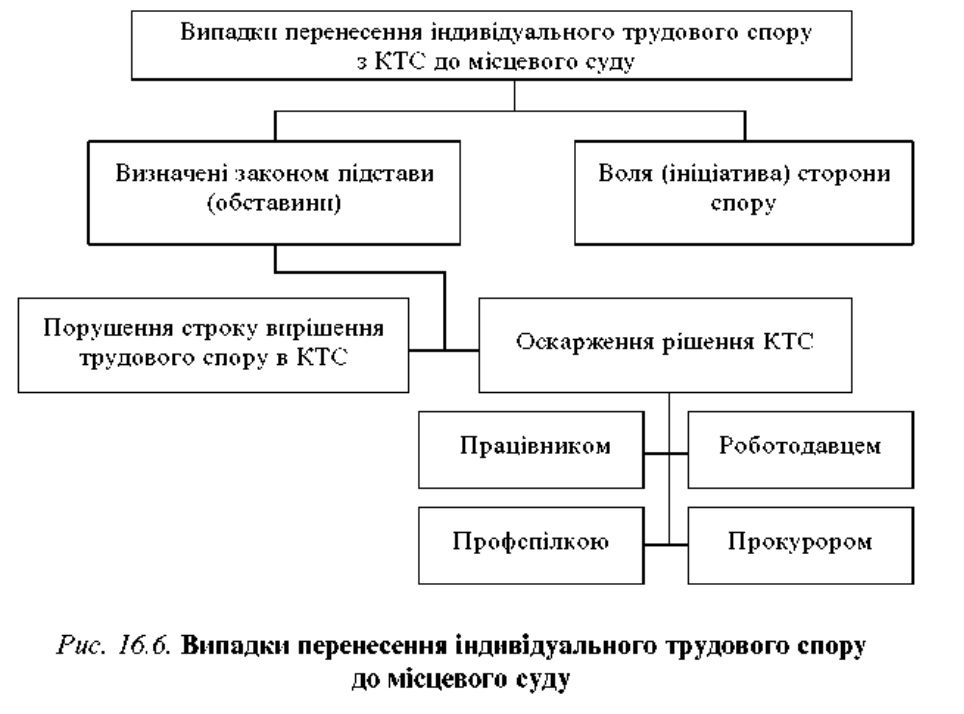 Випадки перенесення індивідуального трудового спору
з КТС до місцевого суду
Визначені законом підстави
(обставини)
Воля (ініціатива) сторони
спору
Порушення строку вирішення
трудового спору в КТС
Оскарження рішення КТС
Працівником
Роботодавцем
Профспілкою
Прокурором
Рис. 16.6. Випадки перенесення індивідуального трудового спору
до місцевого суду